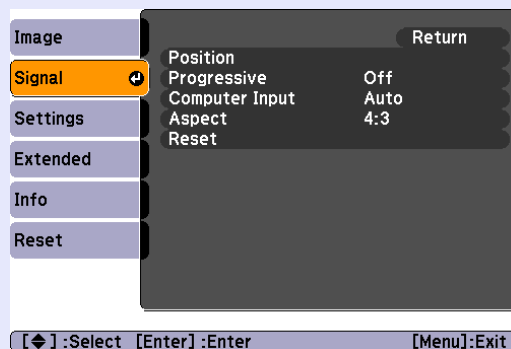 Image
Signal
Settings
Extended
Info
Reset
Return
Position
Progressive Off
Computer Input Auto
Aspect 4:3
Reset
[◆] :Select [Enter] :Enter [Menu]:Exit